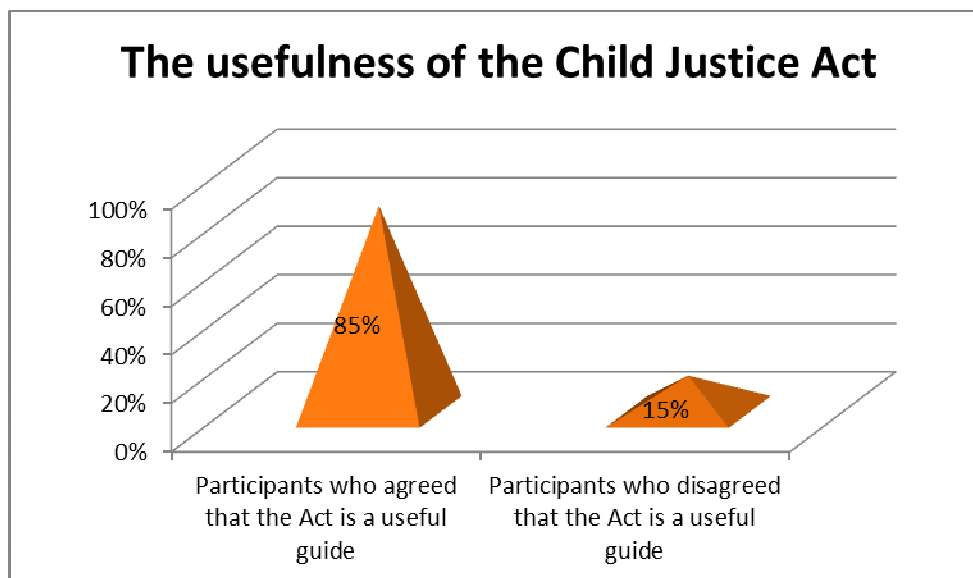 The usefulness of the Child Justice Act
100%
80%
60%
40%
20%
0%
85%
15%
Participants who agreed
that the Act is a useful
guide
Participants who disagreed
that the Act is a useful
guide